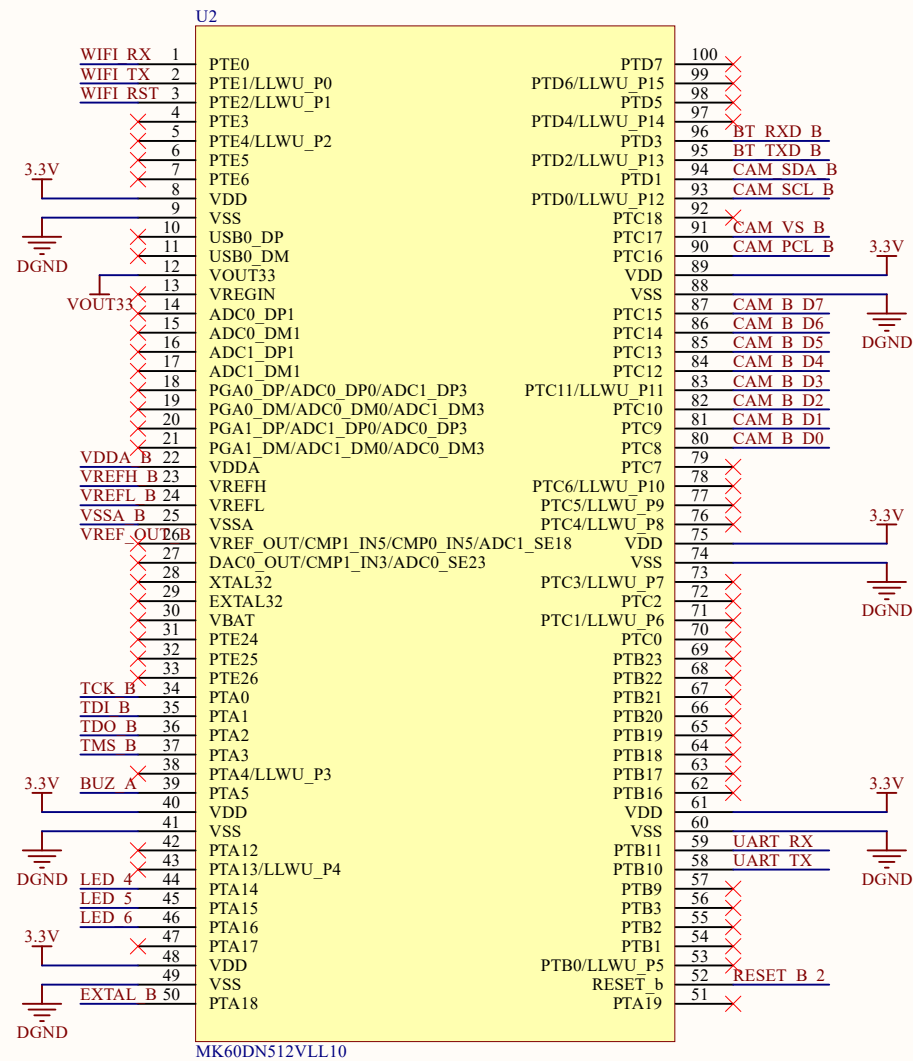 U2
WIFI_RX 1 PTE0
WIFI_TX 2 PTE1/LLWU_P0
WIFI_RST 3 PTE2/LLWU_P1
4 PTE3
5 PTE4/LLWU_P2
6 PTE5
7 PTE6
3.3V
8 VDD
9 VSS
DGND
10 USB0_DP
11 USB0_DM
12 VOUT33
VOUT33
13 VREGIN
14 ADC0_DP1
15 ADC0_DM1
16 ADC1_DP1
17 ADC1_DM1
18 PGA0_DP/ADC0_DP0/ADC1_DP3
19 PGA0_DM/ADC0_DM0/ADC1_DM3
20 PGA1_DP/ADC1_DP0/ADC0_DP3
21 PGA1_DM/ADC1_DM0/ADC0_DM3
VDDA_B 22 VDDA
VREFH_B 23 VREFH
VREFL_B 24 VREFL
VSSA_B 25 VSSA
VREF_OUT_B 26 VREF_OUT/CMP1_IN5/CMP0_IN5/ADC1_SE18
27 DAC0_OUT/CMP1_IN3/ADC0_SE23
28 XTAL32
29 EXTAL32
30 VBAT
31 PTE24
32 PTE25
33 PTE26
TCK_B 34 PTA0
TDI_B 35 PTA1
TDO_B 36 PTA2
TMS_B 37 PTA3
38 PTA4/LLWU_P3
BUZ_A 39 PTA5
3.3V
40 VDD
41 VSS
DGND
42 PTA12
43 PTA13/LLWU_P4
LED_4 44 PTA14
LED_5 45 PTA15
LED_6 46 PTA16
47 PTA17
3.3V
48 VDD
49 VSS
DGND
EXTAL_B 50 PTA18
PTD7 100
PTD6/LLWU_P15 99
PTD5 98
PTD4/LLWU_P14 97
PTD3 96 BT_RXD_B
PTD2/LLWU_P13 95 BT_TXD_B
PTD1 94 CAM_SDA_B
PTD0/LLWU_P12 93 CAM_SCL_B
PTC18 92
PTC17 91 CAM_VS_B
PTC16 90 CAM_PCL_B
3.3V
VDD 89
VSS 88
DGND
PTC15 87 CAM_B_D7
PTC14 86 CAM_B_D6
PTC13 85 CAM_B_D5
PTC12 84 CAM_B_D4
PTC11/LLWU_P11 83 CAM_B_D3
PTC10 82 CAM_B_D2
PTC9 81 CAM_B_D1
PTC8 80 CAM_B_D0
PTC7 79
PTC6/LLWU_P10 78
PTC5/LLWU_P9 77
PTC4/LLWU_P8 76
3.3V
VDD 75
VSS 74
DGND
PTC3/LLWU_P7 73
PTC2 72
PTC1/LLWU_P6 71
PTC0 70
PTB23 69
PTB22 68
PTB21 67
PTB20 66
PTB19 65
PTB18 64
PTB17 63
PTB16 62
3.3V
VDD 61
VSS 60
DGND
PTB11 59 UART_RX
PTB10 58 UART_TX
PTB9 57
PTB3 56
PTB2 55
PTB1 54
PTB0/LLWU_P5 53
RESET_b 52 RESET_B_2
PTA19 51
MK60DN512VLL10